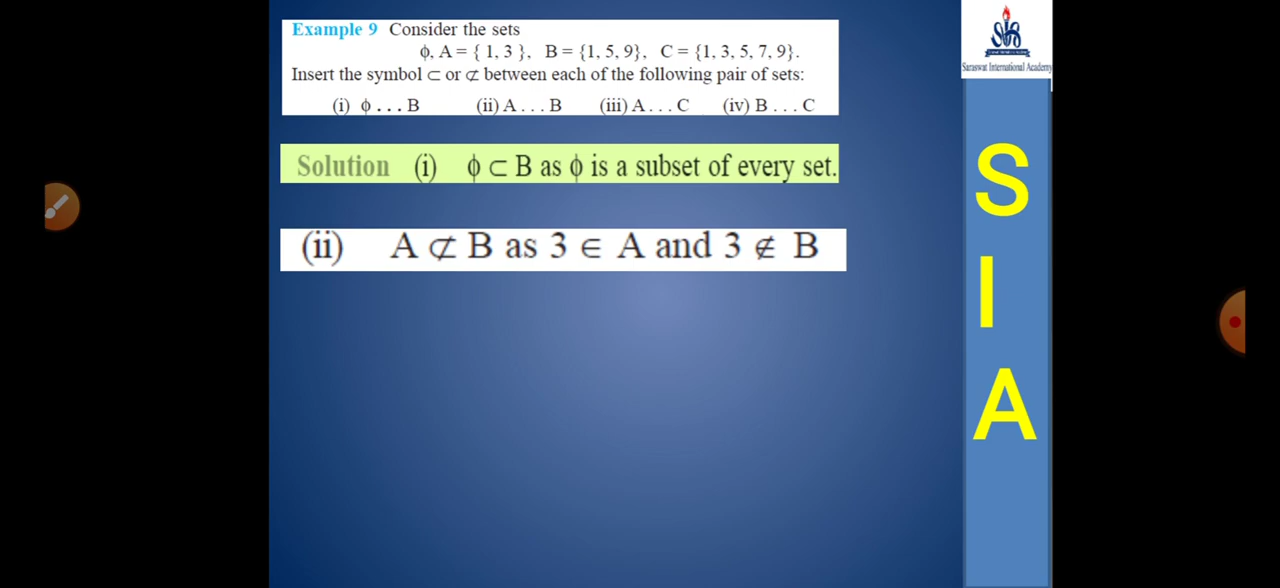 Example 9 Consider the sets
ϕ, A = { 1, 3 }, B = {1, 5, 9}, C = {1, 3, 5, 7, 9}.
Insert the symbol ⊂ or ⊄ between each of the following pair of sets:
(i) ϕ . . . B (ii) A . . . B (iii) A . . . C (iv) B . . . C
Solution (i) ϕ ⊂ B as ϕ is a subset of every set.
(ii) A ⊄ B as 3 ∈ A and 3 ∉ B
Saraswat International Academy
S
I
A